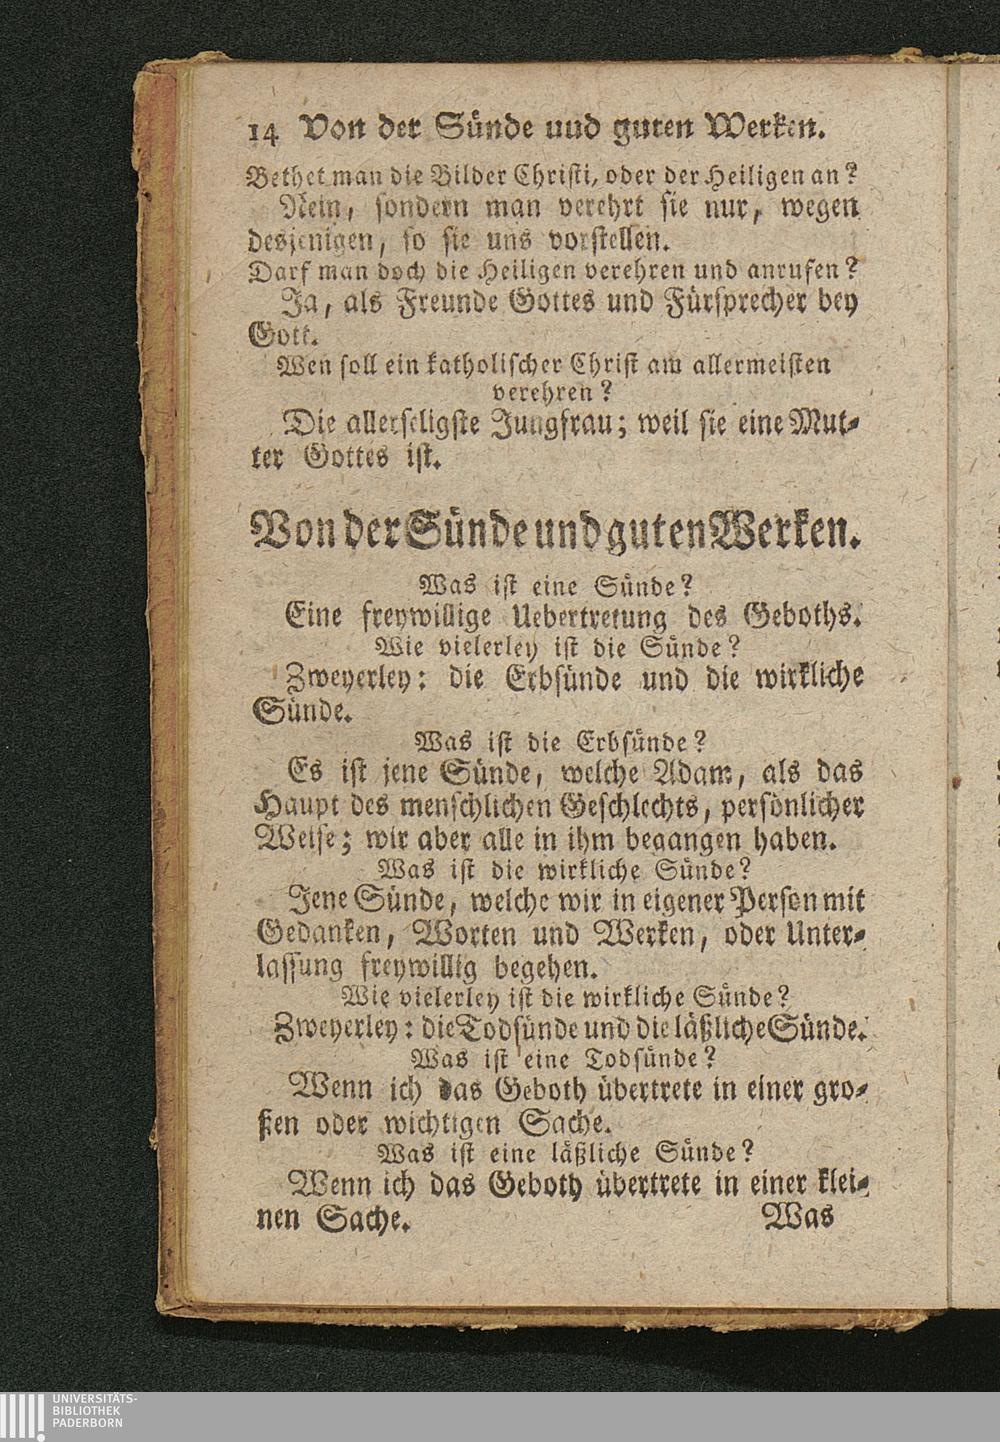 14 Von der Sünde und guten Werken.
Bethet man die Bilder Christi, oder der Heiligen an?
Nein, sondern man verehrt sie nur, wegen
desjenigen, so sie uns vorstellen.
Darf man doch die Heiligen verehren und anrufen?
Ja, als Freunde Gottes und Fürsprecher bey
Gott.
Wen soll ein katholischer Christ am allermeisten
verehren?
Die allerseligste Jungfrau; weil sie eine Mut-
ter Gottes ist.
Von der Sünde und guten Werken.
Was ist eine Sünde?
Eine freywillige Uebertretung des Geboths.
Wie vielerley ist die Sünde?
Zweyerley: die Erbsünde und die wirkliche
Sünde.
Was ist die Erbsünde?
Es ist jene Sünde, welche Adam, als das
Haupt des menschlichen Geschlechts, persönlicher
Weise; wir aber alle in ihm begangen haben.
Was ist die wirkliche Sünde?
Jene Sünde, welche wir in eigener Person mit
Gedanken, Worten und Werken, oder Unter-
lassung freywillig begehen.
Wie vielerley ist die wirkliche Sünde?
Zweyerley: die Todsünde und die läßliche Sünde.
Was ist eine Todsünde?
Wenn ich das Geboth übertrete in einer gro-
ßen oder wichtigen Sache.
Was ist eine läßliche Sünde?
Wenn ich das Geboth übertrete in einer klei-
nen Sache. Was
UNIVERSITÄTS-
BIBLIOTHEK
PADERBORN